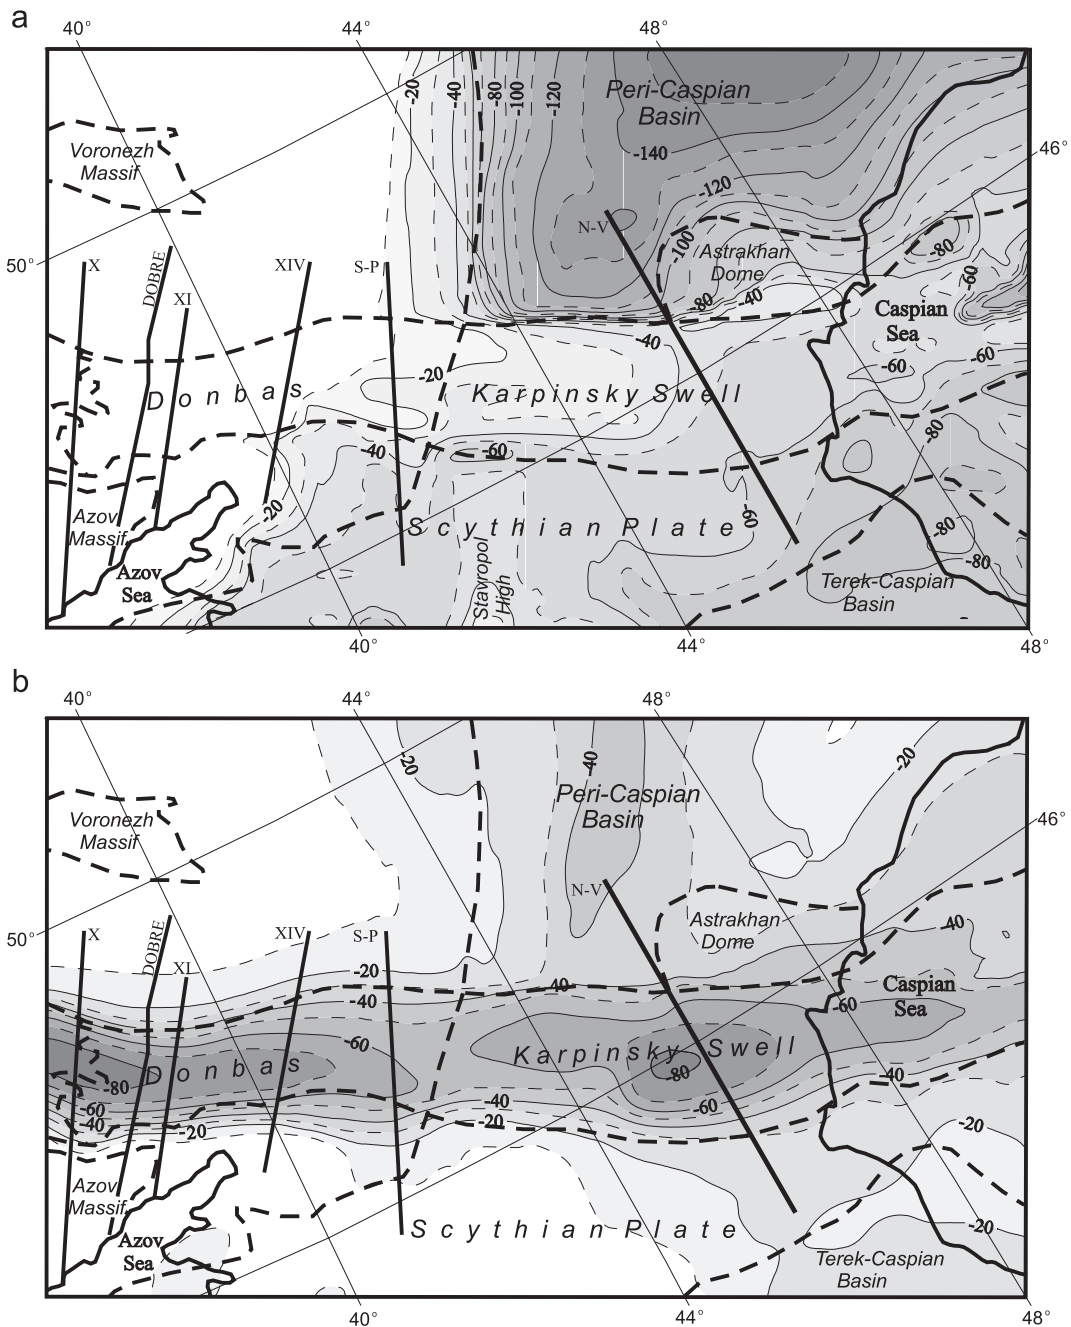 a
40°
44°
48°
-20
-40
-80
-100
-120
Peri-Caspian
Basin
-140
46°
Voronezh
Massif
-120
N-V
-100
Astrakhan
Dome
-80
-60
50°
X
DOBRE
XI
XIV
S-P
-80
-40
Caspian
Sea
-40
-60
-60
-20
Donbas
Karpinsky Swell
-80
-40
-60
-20
-60
Azov
Massif
Scythian Plate
-80
-80
Azov
Sea
Stavropol
High
Terek-Caspian
Basin
40°
44°
48°
b
40°
44°
48°
-20
-40
-20
Peri-Caspian
Basin
46°
Voronezh
Massif
N-V
Astrakhan
Dome
-40
50°
X
DOBRE
XI
XIV
S-P
-20
-40
40
Caspian
Sea
-60
-60
Donbas
Karpinsky Swell
-80
-80
-40
-60
-40
-60
-40
-20
-20
-20
Azov
Massif
Scythian Plate
-20
Azov
Sea
Terek-Caspian
Basin
40°
44°
48°